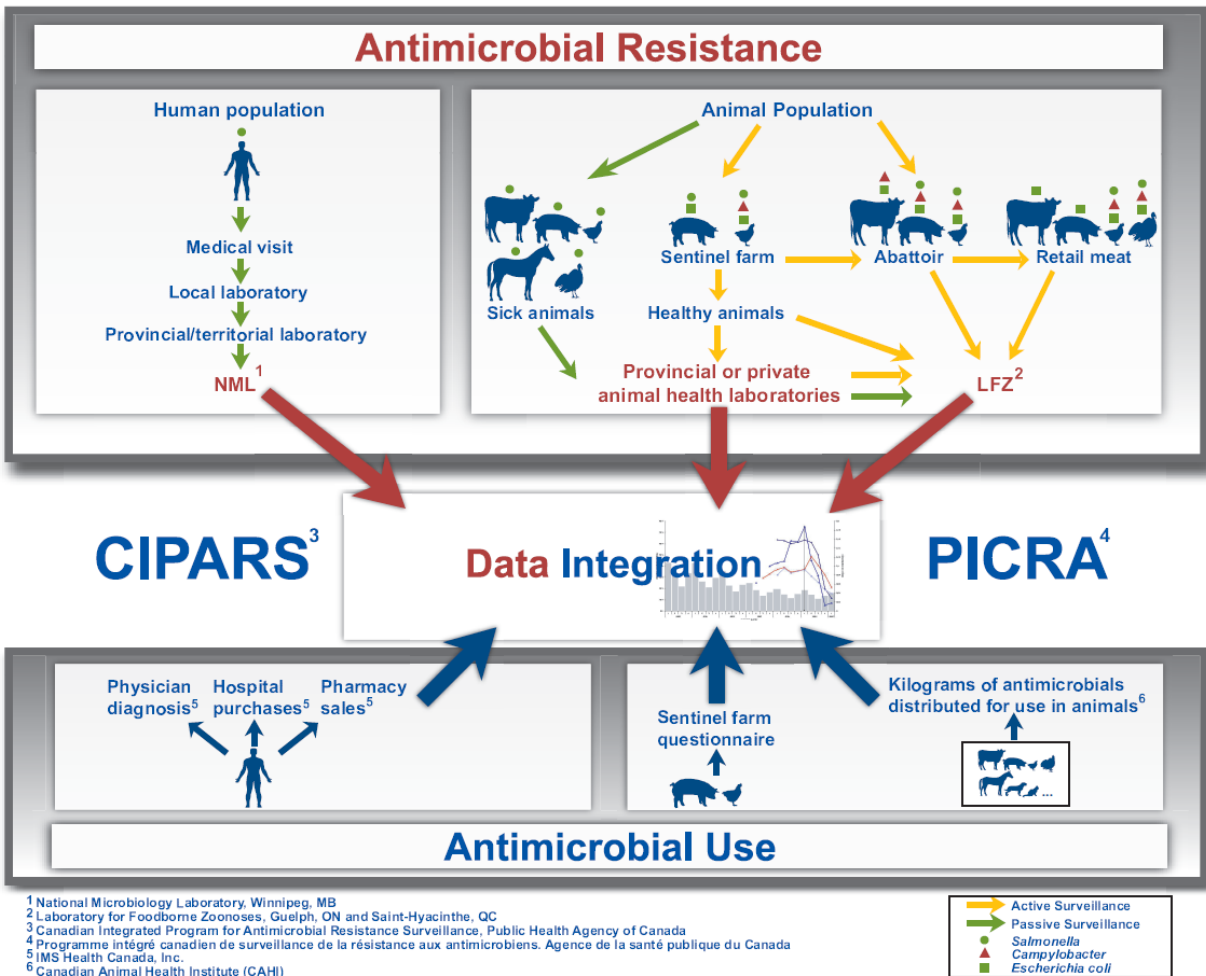 Antimicrobial Resistance
Human population
Medical visit
Local laboratory
Provincial/territorial laboratory
NML1
Animal Population
Sick animals
Sentinel farm
Abattoir
Retail meat
Healthy animals
Provincial or private
animal health laboratories
LFZ2
CIPARS3
Data Integration
PICRA4
Physician
diagnosis5
Hospital
purchases5
Pharmacy
sales5
Sentinel farm
questionnaire
Kilograms of antimicrobials
distributed for use in animals6
...
Antimicrobial Use
1 National Microbiology Laboratory, Winnipeg, MB
2 Laboratory for Foodborne Zoonoses, Guelph, ON and Saint-Hyacinthe, QC
3 Canadian Integrated Program for Antimicrobial Resistance Surveillance, Public Health Agency of Canada
4 Programme intégré canadien de surveillance de la résistance aux antimicrobiens. Agence de la santé publique du Canada
5 IMS Health Canada, Inc.
6 Canadian Animal Health Institute (CAHI)
Active Surveillance
Passive Surveillance
Salmonella
Campylobacter
Escherichia coli